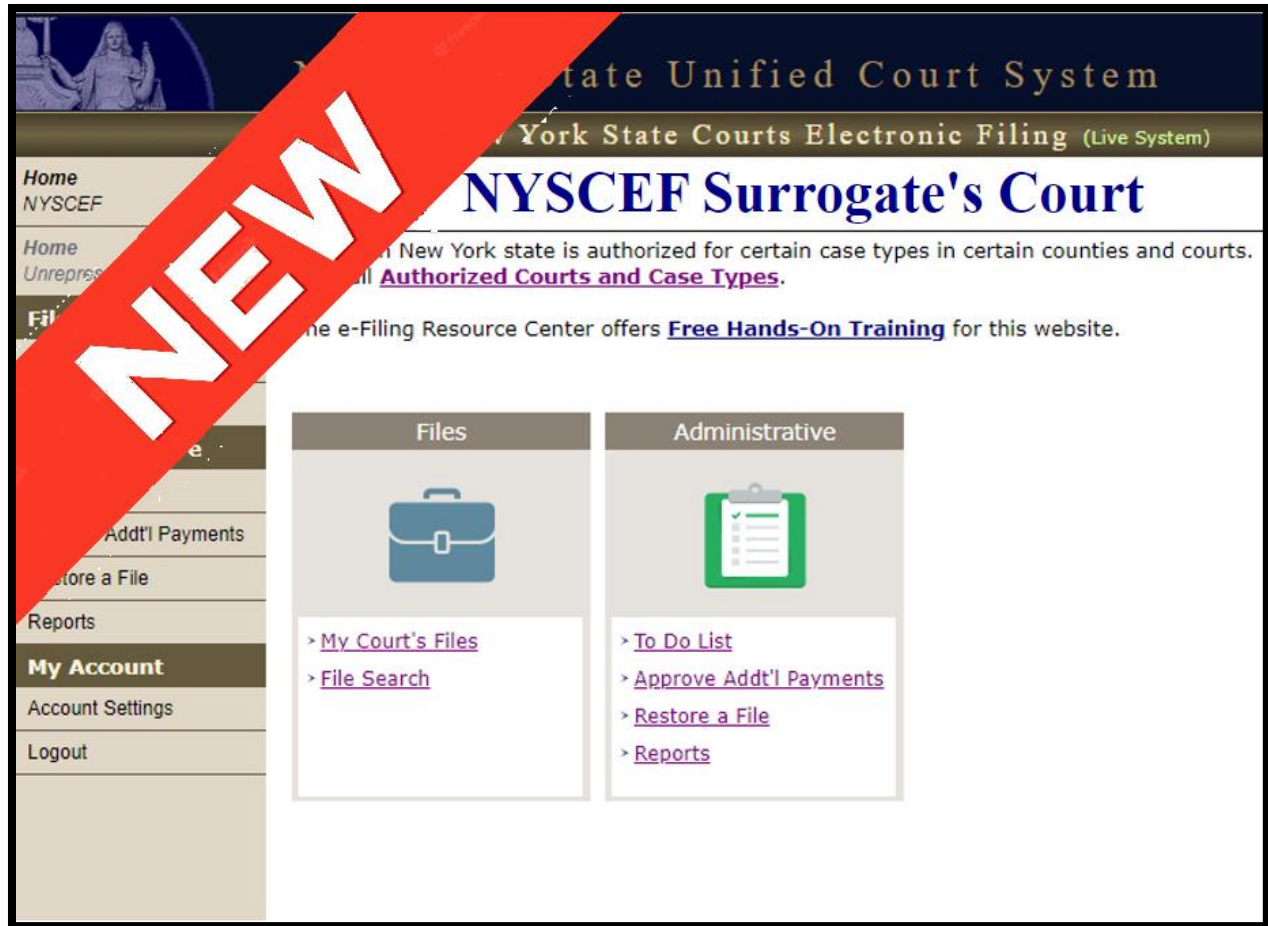 tate Unified Court System
York State Courts Electronic Filing (Live System)
NEW
Home
NYSCEF
Home
NYSCEF Surrogate's Court
New York state is authorized for certain case types in certain counties and courts.
Authorized Courts and Case Types.
e-Filing Resource Center offers Free Hands-On Training for this website.
Addt'l Payments
tore a File
Reports
My Account
Account Settings
Logout
Files
My Court's Files
File Search
Administrative
To Do List
Approve Addt'l Payments
Restore a File
Reports